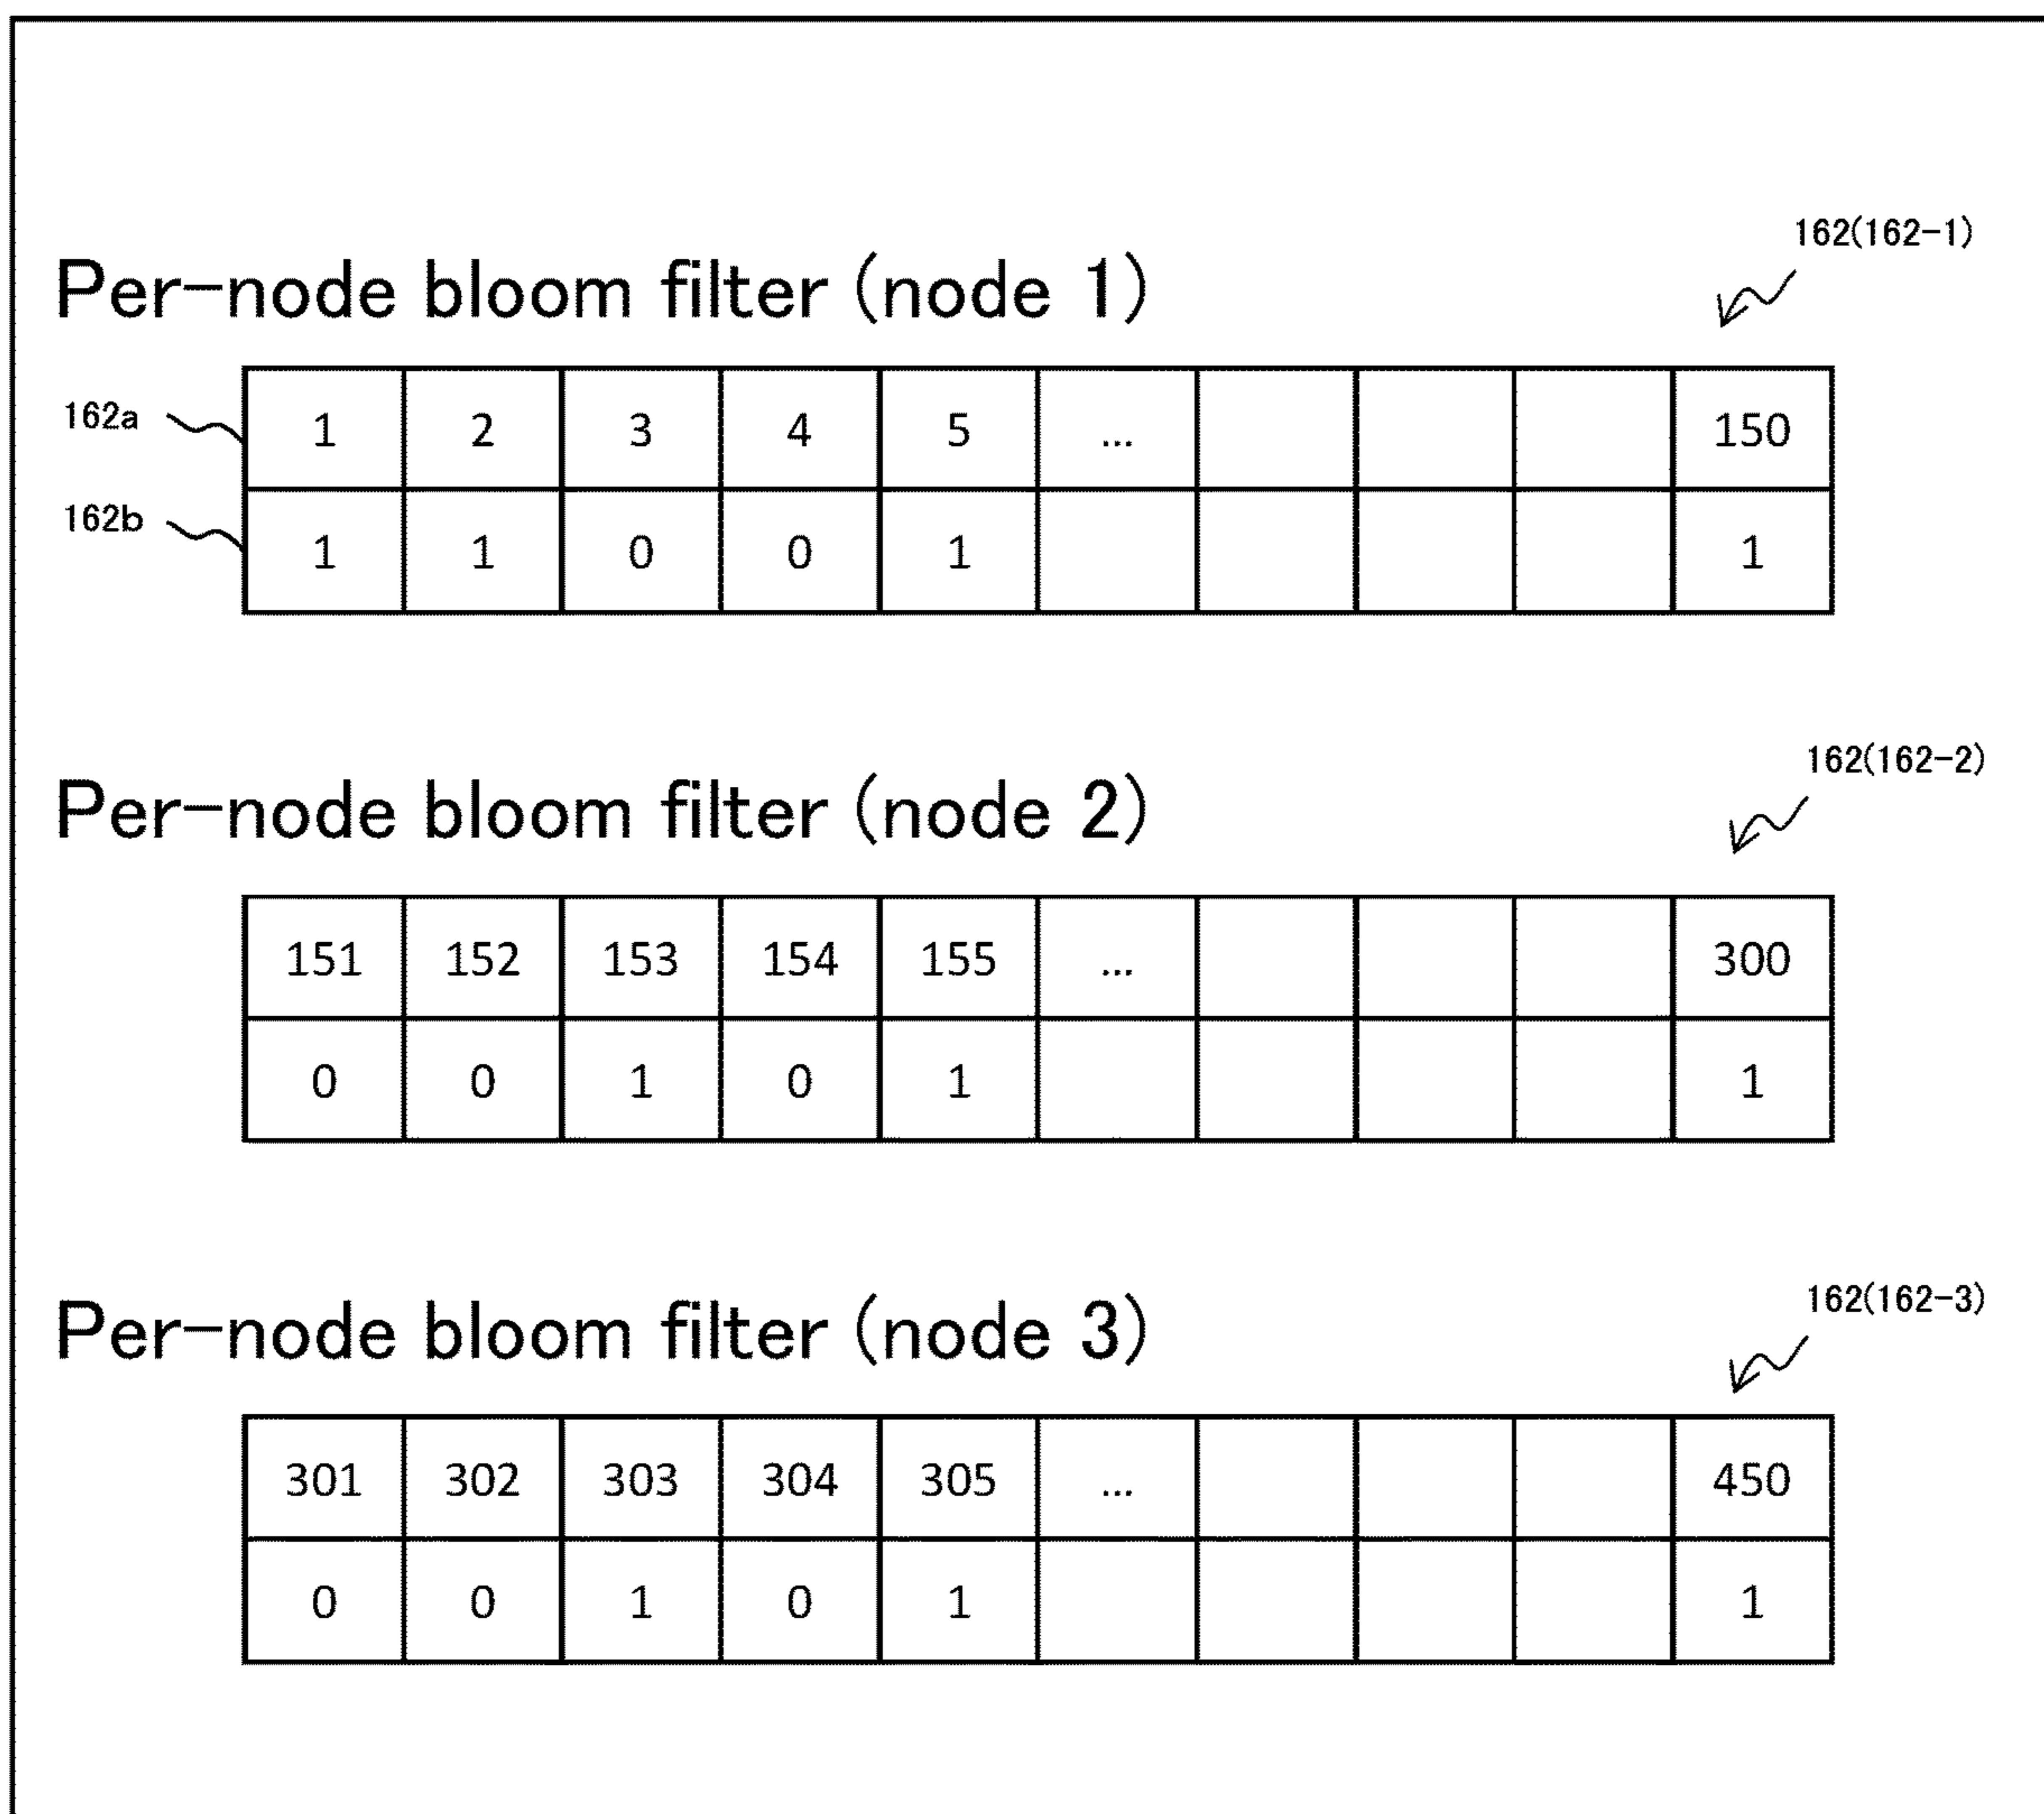 162(162-1)
Per-node bloom filter (node 1)
162a 1 2 3 4 5 ... 150
162b 1 1 0 0 1 1
162(162-2)
Per-node bloom filter (node 2)
151 152 153 154 155 ... 300
0 0 1 0 1 1
162(162-3)
Per-node bloom filter (node 3)
301 302 303 304 305 ... 450
0 0 1 0 1 1